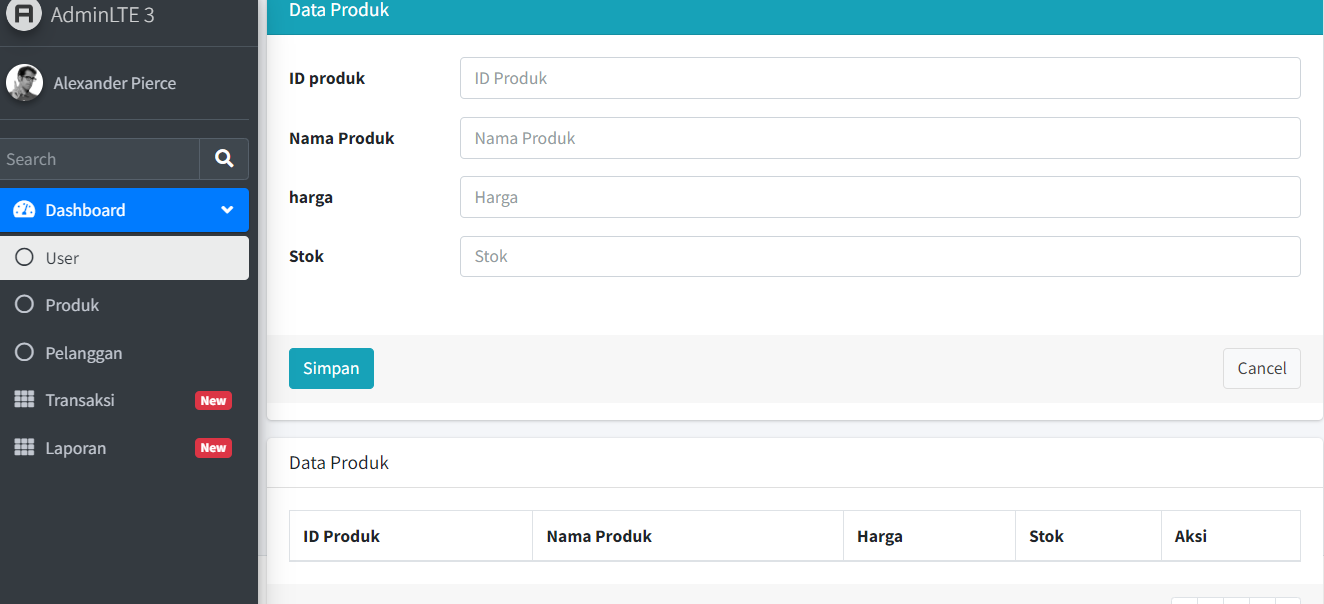 AdminLTE 3
Alexander Pierce
Search
Dashboard
User
Produk
Pelanggan
Transaksi New
Laporan New
Data Produk
ID produk ID Produk
Nama Produk Nama Produk
harga Harga
Stok Stok
Simpan Cancel
Data Produk
ID Produk Nama Produk Harga Stok Aksi